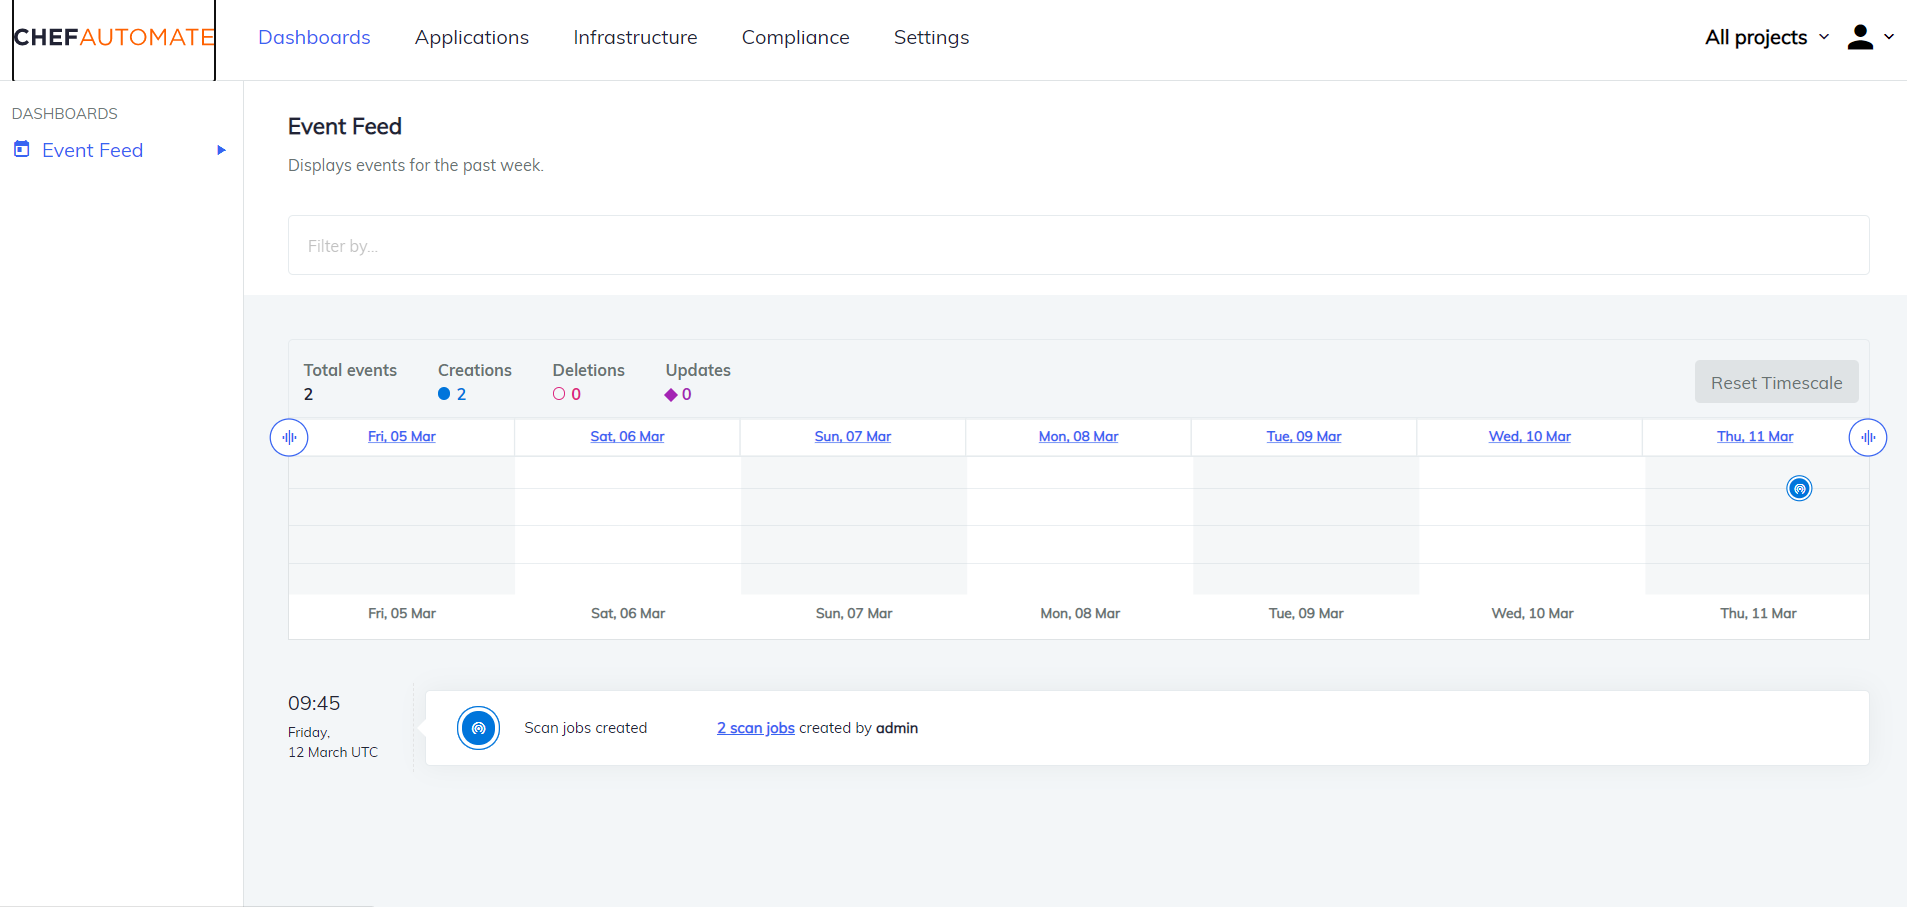 CHEFAUTOMATE
Dashboards Applications Infrastructure Compliance Settings
All projects
DASHBOARDS
Event Feed
Event Feed
Displays events for the past week.
Filter by...
Total events Creations Deletions Updates
2 2 0 0
Reset Timescale
Fri, 05 Mar Sat, 06 Mar Sun, 07 Mar Mon, 08 Mar Tue, 09 Mar Wed, 10 Mar Thu, 11 Mar
Fri, 05 Mar Sat, 06 Mar Sun, 07 Mar Mon, 08 Mar Tue, 09 Mar Wed, 10 Mar Thu, 11 Mar
09:45
Friday,
12 March UTC
Scan jobs created 2 scan jobs created by admin